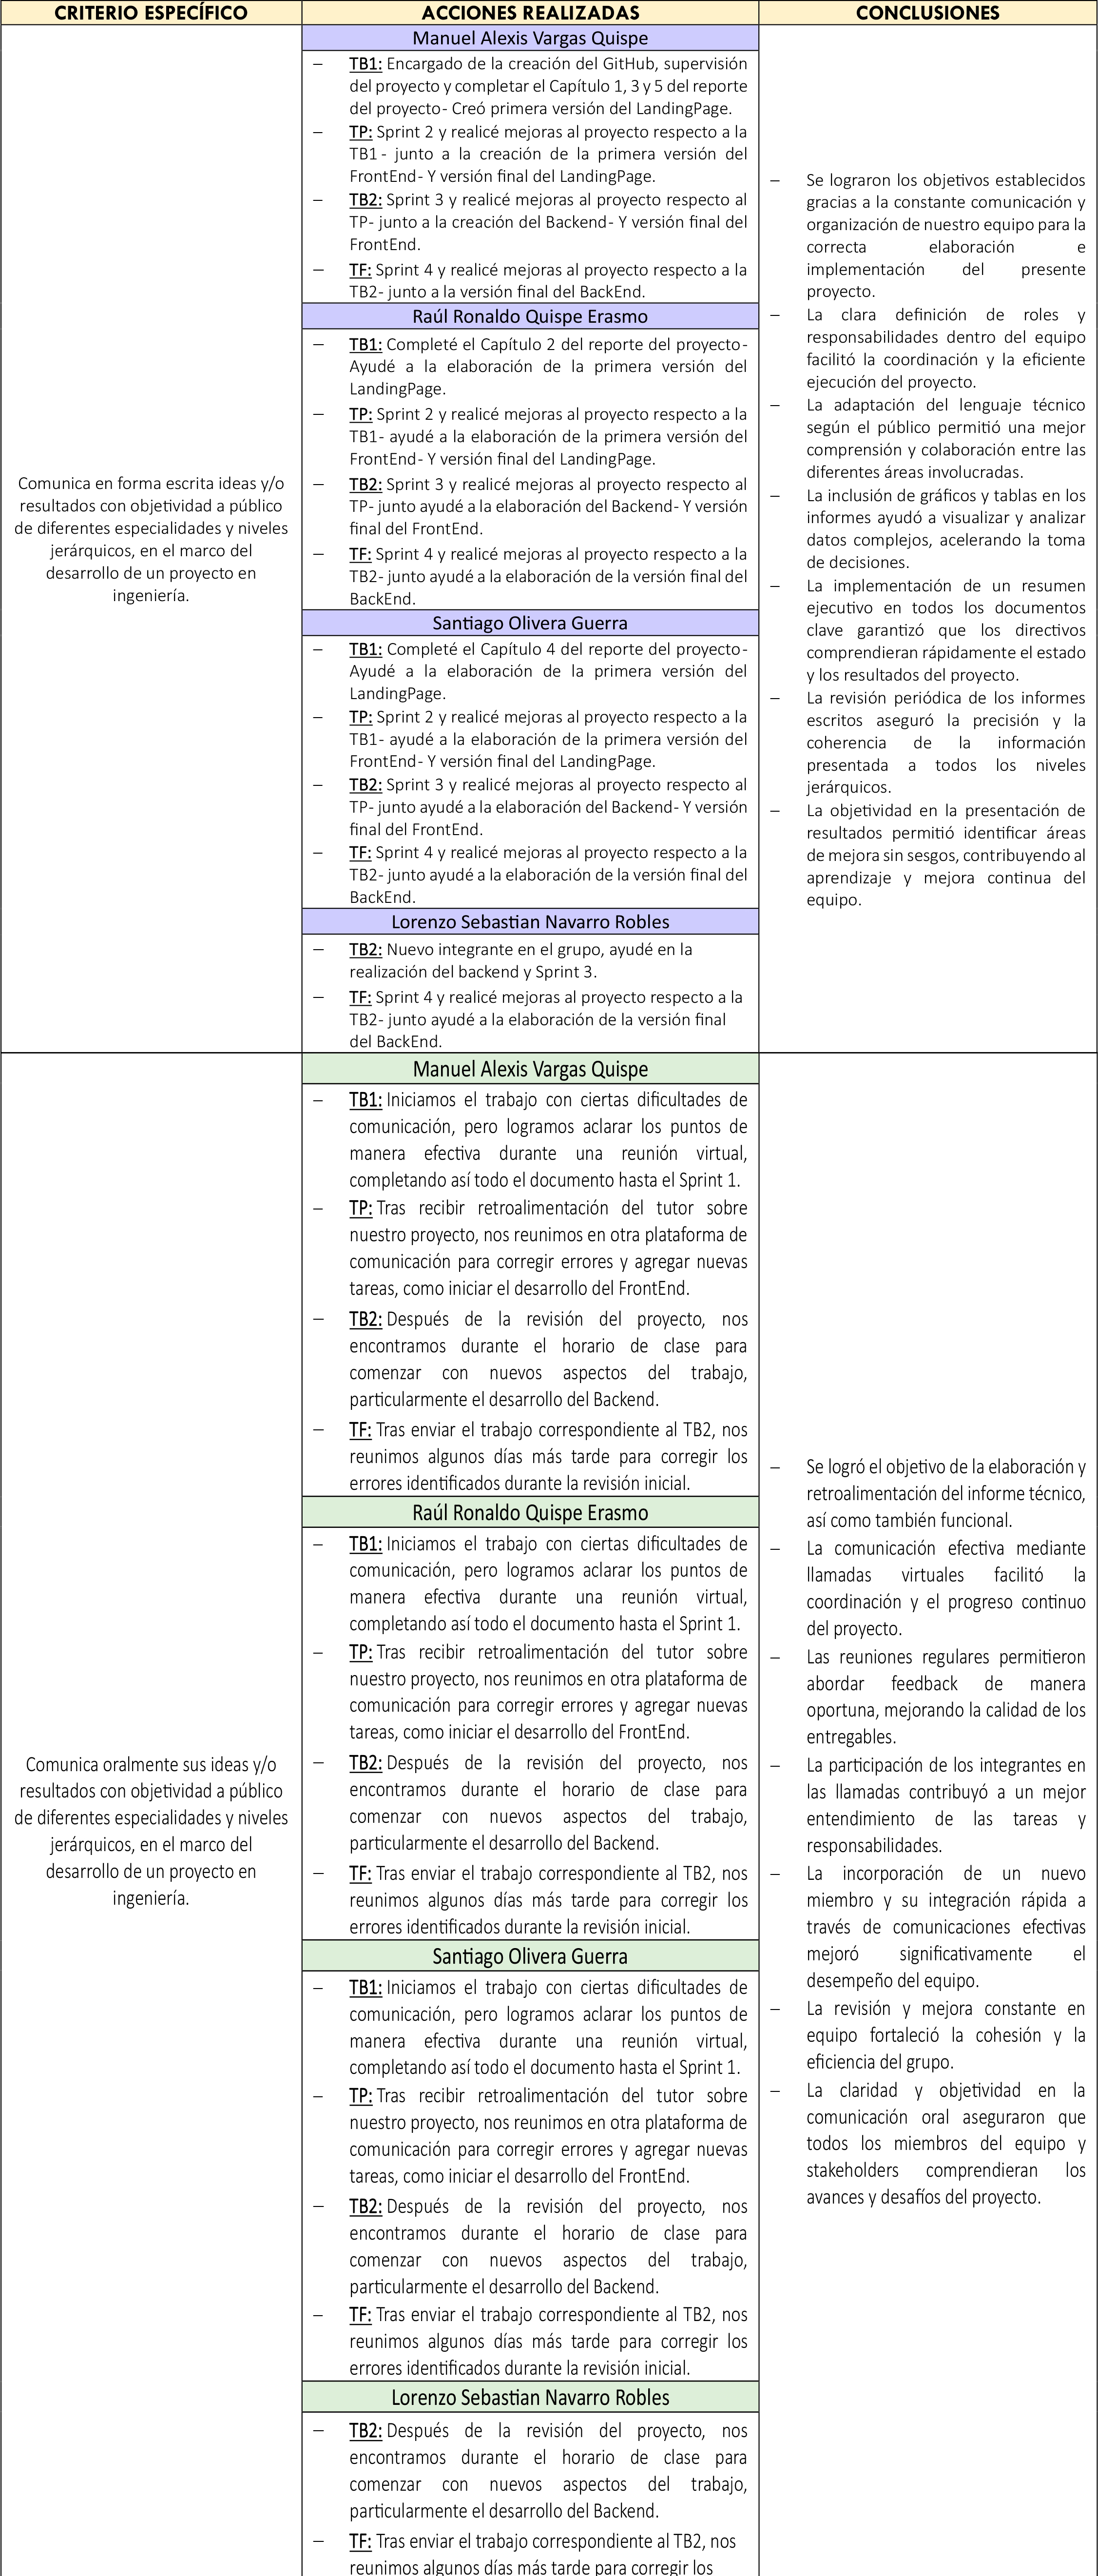 CRITERIO ESPECÍFICO
ACCIONES REALIZADAS
CONCLUSIONES
Comunica en forma escrita ideas y/o
resultados con objetividad a público
de diferentes especialidades y niveles
jerárquicos, en el marco del
desarrollo de un proyecto en
ingeniería.
Manuel Alexis Vargas Quispe
– TB1: Encargado de la creación del GitHub, supervisión
del proyecto y completar el Capítulo 1, 3 y 5 del reporte
del proyecto- Creó primera versión del LandingPage.
– TP: Sprint 2 y realicé mejoras al proyecto respecto a la
TB1- junto a la creación de la primera versión del
FrontEnd- Y versión final del LandingPage.
– TB2: Sprint 3 y realicé mejoras al proyecto respecto al
TP- junto a la creación del Backend- Y versión final del
FrontEnd.
– TF: Sprint 4 y realicé mejoras al proyecto respecto a la
TB2- junto a la versión final del BackEnd.
Raúl Ronaldo Quispe Erasmo
– TB1: Completé el Capítulo 2 del reporte del proyecto-
Ayudé a la elaboración de la primera versión del
LandingPage.
– TP: Sprint 2 y realicé mejoras al proyecto respecto a la
TB1- ayudé a la elaboración de la primera versión del
FrontEnd- Y versión final del LandingPage.
– TB2: Sprint 3 y realicé mejoras al proyecto respecto al
TP- junto ayudé a la elaboración del Backend- Y versión
final del FrontEnd.
– TF: Sprint 4 y realicé mejoras al proyecto respecto a la
TB2- junto ayudé a la elaboración de la versión final del
BackEnd.
Santiago Olivera Guerra
– TB1: Completé el Capítulo 4 del reporte del proyecto-
Ayudé a la elaboración de la primera versión del
LandingPage.
– TP: Sprint 2 y realicé mejoras al proyecto respecto a la
TB1- ayudé a la elaboración de la primera versión del
FrontEnd- Y versión final del LandingPage.
– TB2: Sprint 3 y realicé mejoras al proyecto respecto al
TP- junto ayudé a la elaboración del Backend- Y versión
final del FrontEnd.
– TF: Sprint 4 y realicé mejoras al proyecto respecto a la
TB2- junto ayudé a la elaboración de la versión final del
BackEnd.
Lorenzo Sebastian Navarro Robles
– TB2: Nuevo integrante en el grupo, ayudé en la
realización del backend y Sprint 3.
– TF: Sprint 4 y realicé mejoras al proyecto respecto a la
TB2- junto ayudé a la elaboración de la versión final
del BackEnd.
– Se lograron los objetivos establecidos
gracias a la constante comunicación y
organización de nuestro equipo para la
correcta elaboración e
implementación del presente
proyecto.
– La clara definición de roles y
responsabilidades dentro del equipo
facilitó la coordinación y la eficiente
ejecución del proyecto.
– La adaptación del lenguaje técnico
según el público permitió una mejor
comprensión y colaboración entre las
diferentes áreas involucradas.
– La inclusión de gráficos y tablas en los
informes ayudó a visualizar y analizar
datos complejos, acelerando la toma
de decisiones.
– La implementación de un resumen
ejecutivo en todos los documentos
clave garantizó que los directivos
comprendieran rápidamente el estado
y los resultados del proyecto.
– La revisión periódica de los informes
escritos aseguró la precisión y la
coherencia de la información
presentada a todos los niveles
jerárquicos.
– La objetividad en la presentación de
resultados permitió identificar áreas
de mejora sin sesgos, contribuyendo al
aprendizaje y mejora continua del
equipo.
Comunica oralmente sus ideas y/o
resultados con objetividad a público
de diferentes especialidades y niveles
jerárquicos, en el marco del
desarrollo de un proyecto en
ingeniería.
Manuel Alexis Vargas Quispe
– TB1: Iniciamos el trabajo con ciertas dificultades de
comunicación, pero logramos aclarar los puntos de
manera efectiva durante una reunión virtual,
completando así todo el documento hasta el Sprint 1.
– TP: Tras recibir retroalimentación del tutor sobre
nuestro proyecto, nos reunimos en otra plataforma de
comunicación para corregir errores y agregar nuevas
tareas, como iniciar el desarrollo del FrontEnd.
– TB2: Después de la revisión del proyecto, nos
encontramos durante el horario de clase para
comenzar con nuevos aspectos del trabajo,
particularmente el desarrollo del Backend.
– TF: Tras enviar el trabajo correspondiente al TB2, nos
reunimos algunos días más tarde para corregir los
errores identificados durante la revisión inicial.
Raúl Ronaldo Quispe Erasmo
– TB1: Iniciamos el trabajo con ciertas dificultades de
comunicación, pero logramos aclarar los puntos de
manera efectiva durante una reunión virtual,
completando así todo el documento hasta el Sprint 1.
– TP: Tras recibir retroalimentación del tutor sobre
nuestro proyecto, nos reunimos en otra plataforma de
comunicación para corregir errores y agregar nuevas
tareas, como iniciar el desarrollo del FrontEnd.
– TB2: Después de la revisión del proyecto, nos
encontramos durante el horario de clase para
comenzar con nuevos aspectos del trabajo,
particularmente el desarrollo del Backend.
– TF: Tras enviar el trabajo correspondiente al TB2, nos
reunimos algunos días más tarde para corregir los
errores identificados durante la revisión inicial.
Santiago Olivera Guerra
– TB1: Iniciamos el trabajo con ciertas dificultades de
comunicación, pero logramos aclarar los puntos de
manera efectiva durante una reunión virtual,
completando así todo el documento hasta el Sprint 1.
– TP: Tras recibir retroalimentación del tutor sobre
nuestro proyecto, nos reunimos en otra plataforma de
comunicación para corregir errores y agregar nuevas
tareas, como iniciar el desarrollo del FrontEnd.
– TB2: Después de la revisión del proyecto, nos
encontramos durante el horario de clase para
comenzar con nuevos aspectos del trabajo,
particularmente el desarrollo del Backend.
– TF: Tras enviar el trabajo correspondiente al TB2, nos
reunimos algunos días más tarde para corregir los
errores identificados durante la revisión inicial.
Lorenzo Sebastian Navarro Robles
– TB2: Después de la revisión del proyecto, nos
encontramos durante el horario de clase para
comenzar con nuevos aspectos del trabajo,
particularmente el desarrollo del Backend.
– TF: Tras enviar el trabajo correspondiente al TB2, nos
reunimos algunos días más tarde para corregir los
– Se logró el objetivo de la elaboración y
retroalimentación del informe técnico,
así como también funcional.
– La comunicación efectiva mediante
llamadas virtuales facilitó la
coordinación y el progreso continuo
del proyecto.
– Las reuniones regulares permitieron
abordar feedback de manera
oportuna, mejorando la calidad de los
entregables.
– La participación de los integrantes en
las llamadas contribuyó a un mejor
entendimiento de las tareas y
responsabilidades.
– La incorporación de un nuevo
miembro y su integración rápida a
través de comunicaciones efectivas
mejoró significativamente el
desempeño del equipo.
– La revisión y mejora constante en
equipo fortaleció la cohesión y la
eficiencia del grupo.
– La claridad y objetividad en la
comunicación oral aseguraron que
todos los miembros del equipo y
stakeholders comprendieran los
avances y desafíos del proyecto.